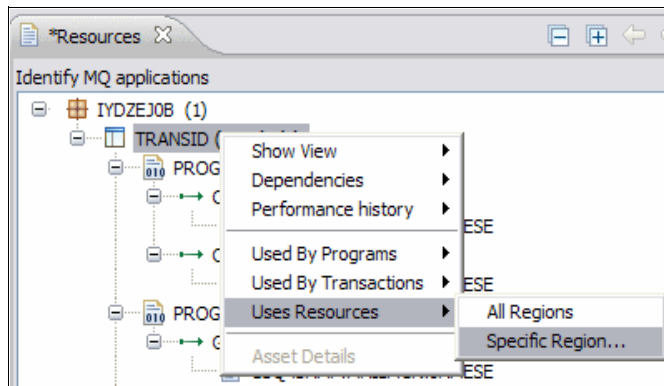 *Resources
Identify MQ applications
IYDZEJ0B (1)
TRANSID (
Show View
PROG
Dependencies
Performance history
ESE
Used By Programs
Used By Transactions
ESE
PROG
Uses Resources
All Regions
Specific Region...
Asset Details
ESE